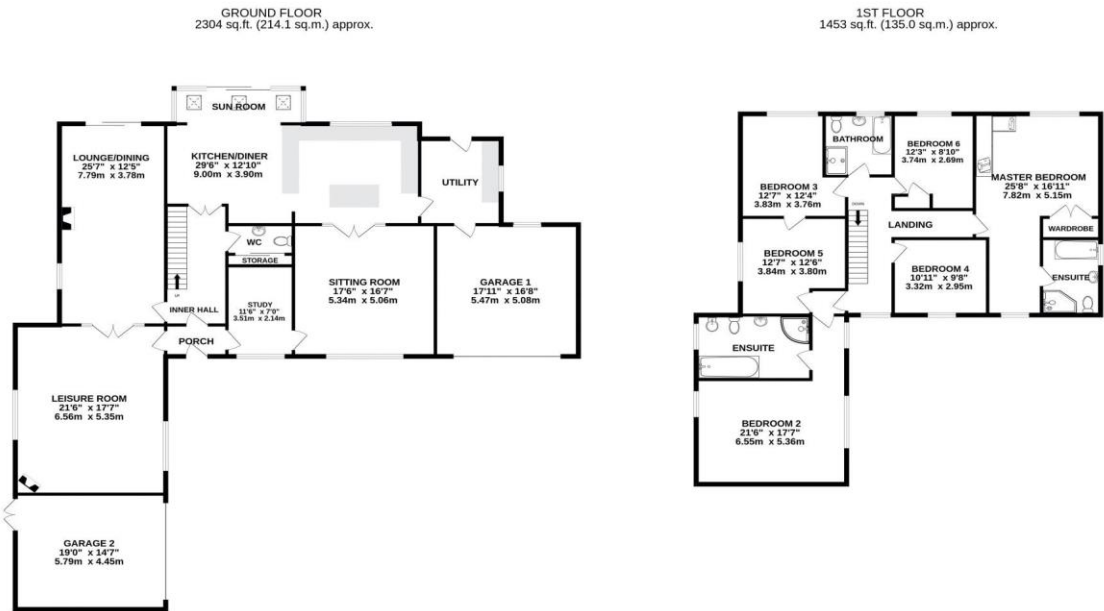 GROUND FLOOR
2304 sq.ft. (214.1 sq.m.) approx.
SUN ROOM
LOUNGE/DINING
25'7" x 12'5"
7.79m x 3.78m
KITCHEN/DINER
29'6" x 12'10"
9.00m x 3.90m
UTILITY
WC
STORAGE
UP
INNER HALL
STUDY
11'6" x 7'0"
3.51m x 2.14m
SITTING ROOM
17'6" x 16'7"
5.34m x 5.06m
GARAGE 1
17'11" x 16'8"
5.47m x 5.08m
PORCH
LEISURE ROOM
21'6" x 17'7"
6.56m x 5.35m
GARAGE 2
19'0" x 14'7"
5.79m x 4.45m
1ST FLOOR
1453 sq.ft. (135.0 sq.m.) approx.
BATHROOM
BEDROOM 6
12'3" x 8'10"
3.74m x 2.69m
BEDROOM 3
12'7" x 12'4"
3.83m x 3.76m
MASTER BEDROOM
25'8" x 16'11"
7.82m x 5.15m
DOWN
LANDING
WARDROBE
BEDROOM 5
12'7" x 12'6"
3.84m x 3.80m
BEDROOM 4
10'11" x 9'8"
3.32m x 2.95m
ENSUITE
ENSUITE
BEDROOM 2
21'6" x 17'7"
6.55m x 5.36m